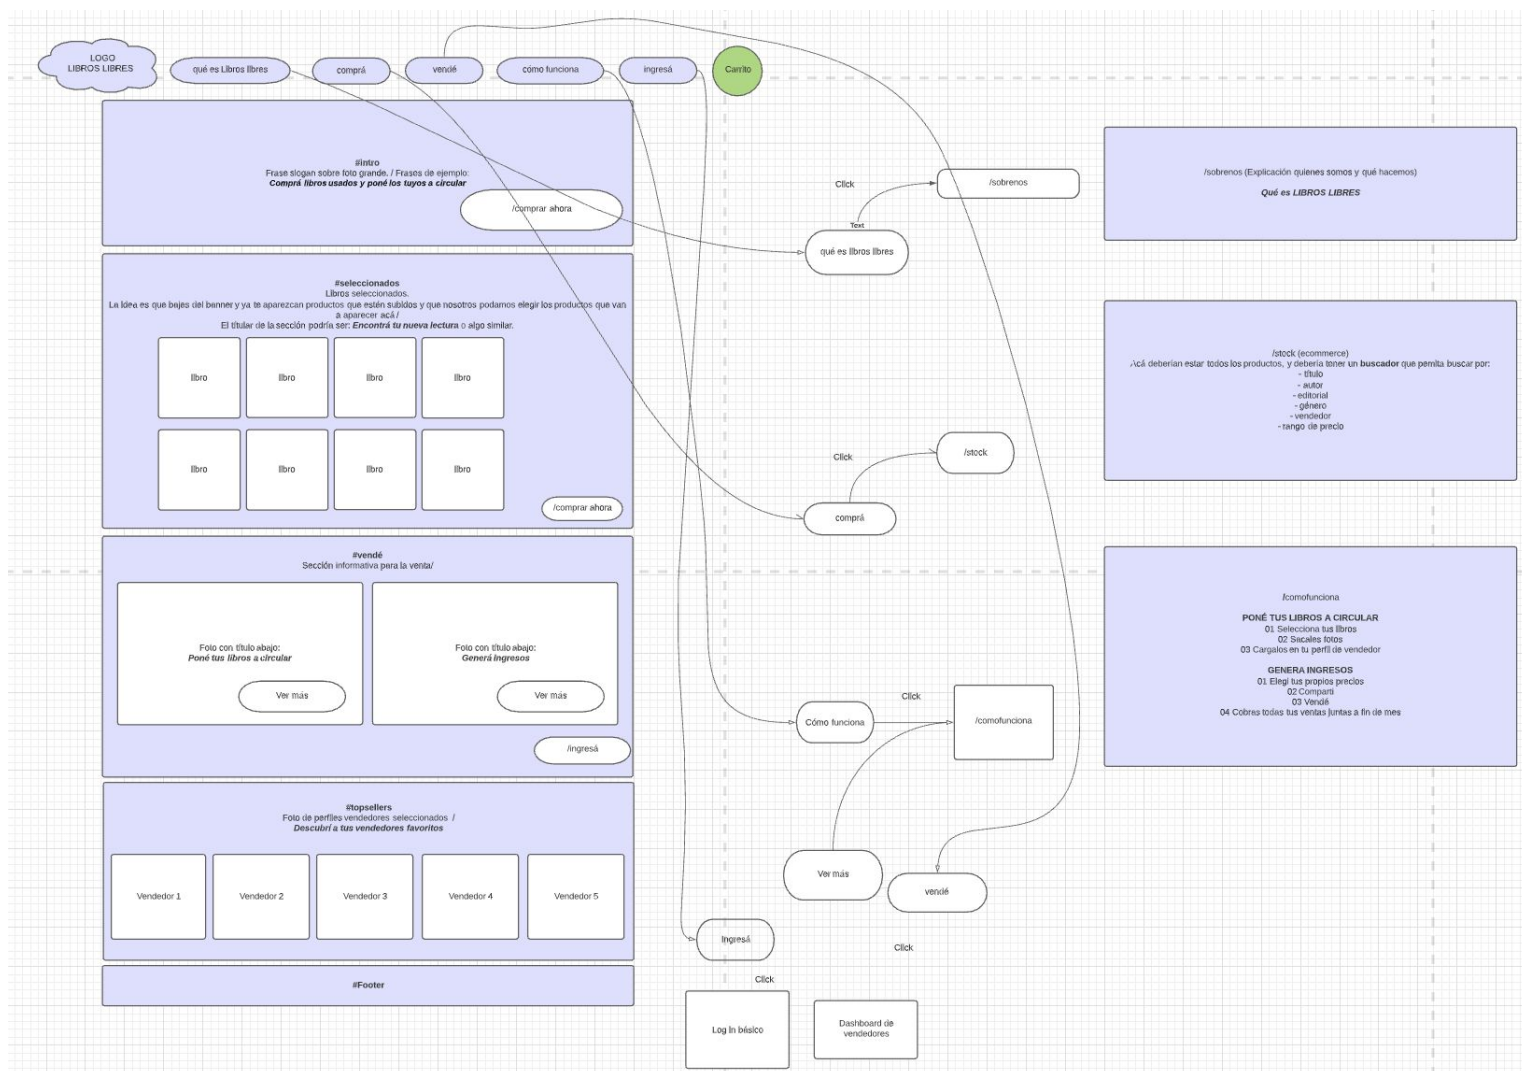 LOGO
LIBROS LIBRES
qué es Libros libres
comprá
vendé
cómo funciona
ingresá
Carrito
#intro
Frase slogan sobre foto grande. / Frases de ejemplo:
Comprá libros usados y poné los tuyos a circular
/comprar ahora
#seleccionados
Libros seleccionados.
La idea es que bajes del banner y ya te aparezcan productos que estén subidos y que nosotros podamos elegir los productos que van
a aparecer acá /
El titular de la sección podría ser: Encontrá tu nueva lectura o algo similar.
libro
libro
libro
libro
libro
libro
libro
libro
/comprar ahora
#vendé
Sección informativa para la venta/
Foto con título abajo:
Poné tus libros a circular
Ver más
Foto con título abajo:
Generá ingresos
Ver más
/ingresá
#topsellers
Foto de perfiles vendedores seleccionados /
Descubrí a tus vendedores favoritos
Vendedor 1
Vendedor 2
Vendedor 3
Vendedor 4
Vendedor 5
#Footer
Click
/sobrenos
Text
qué es libros libres
Click
/stock
comprá
Click
Cómo funciona
/comofunciona
Ver más
vendé
Click
Ingresá
Click
Log In básico
Dashboard de
vendedores
/sobrenos (Explicación quienes somos y qué hacemos)
Qué es LIBROS LIBRES
/stock (ecommerce)
Acá deberían estar todos los productos, y debería tener un buscador que pemita buscar por:
- título
- autor
- editorial
- género
- vendedor
- rango de precio
/comofunciona
PONÉ TUS LIBROS A CIRCULAR
01 Selecciona tus libros
02 Sacales fotos
03 Cargalos en tu perfil de vendedor
GENERA INGRESOS
01 Elegi tus propios precios
02 Comparti
03 Vendé
04 Cobras todas tus ventas juntas a fin de mes